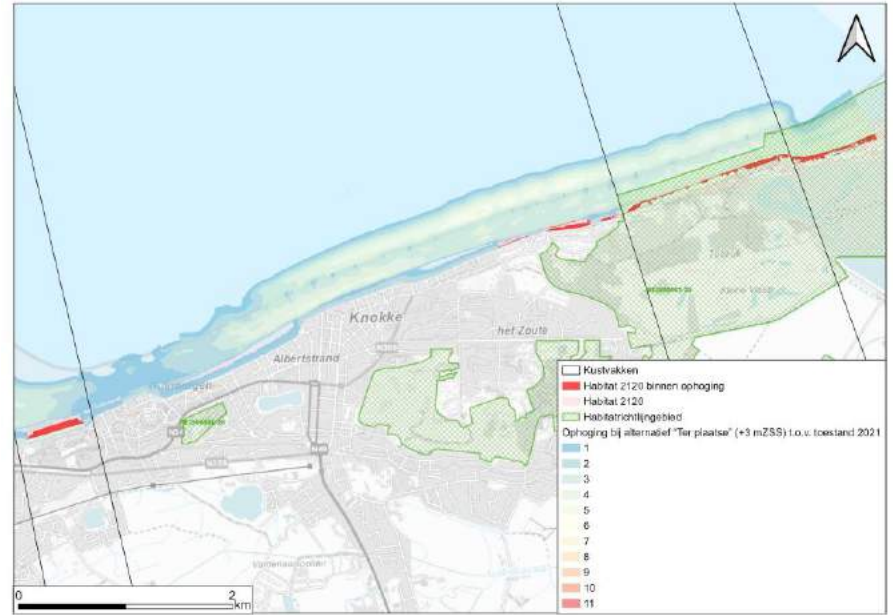 Knokke
het Zoute
Albertstrand
Kustvakken
Habitat 2120 binnen ophoging
Habitat 2120
Habitatrichtlijngebied
Ophoging bij alternatief "Ter plaatse" (+3 mZSS) t.o.v. toestand 2021
1
2
3
4
5
6
7
8
9
10
11
0
2
km